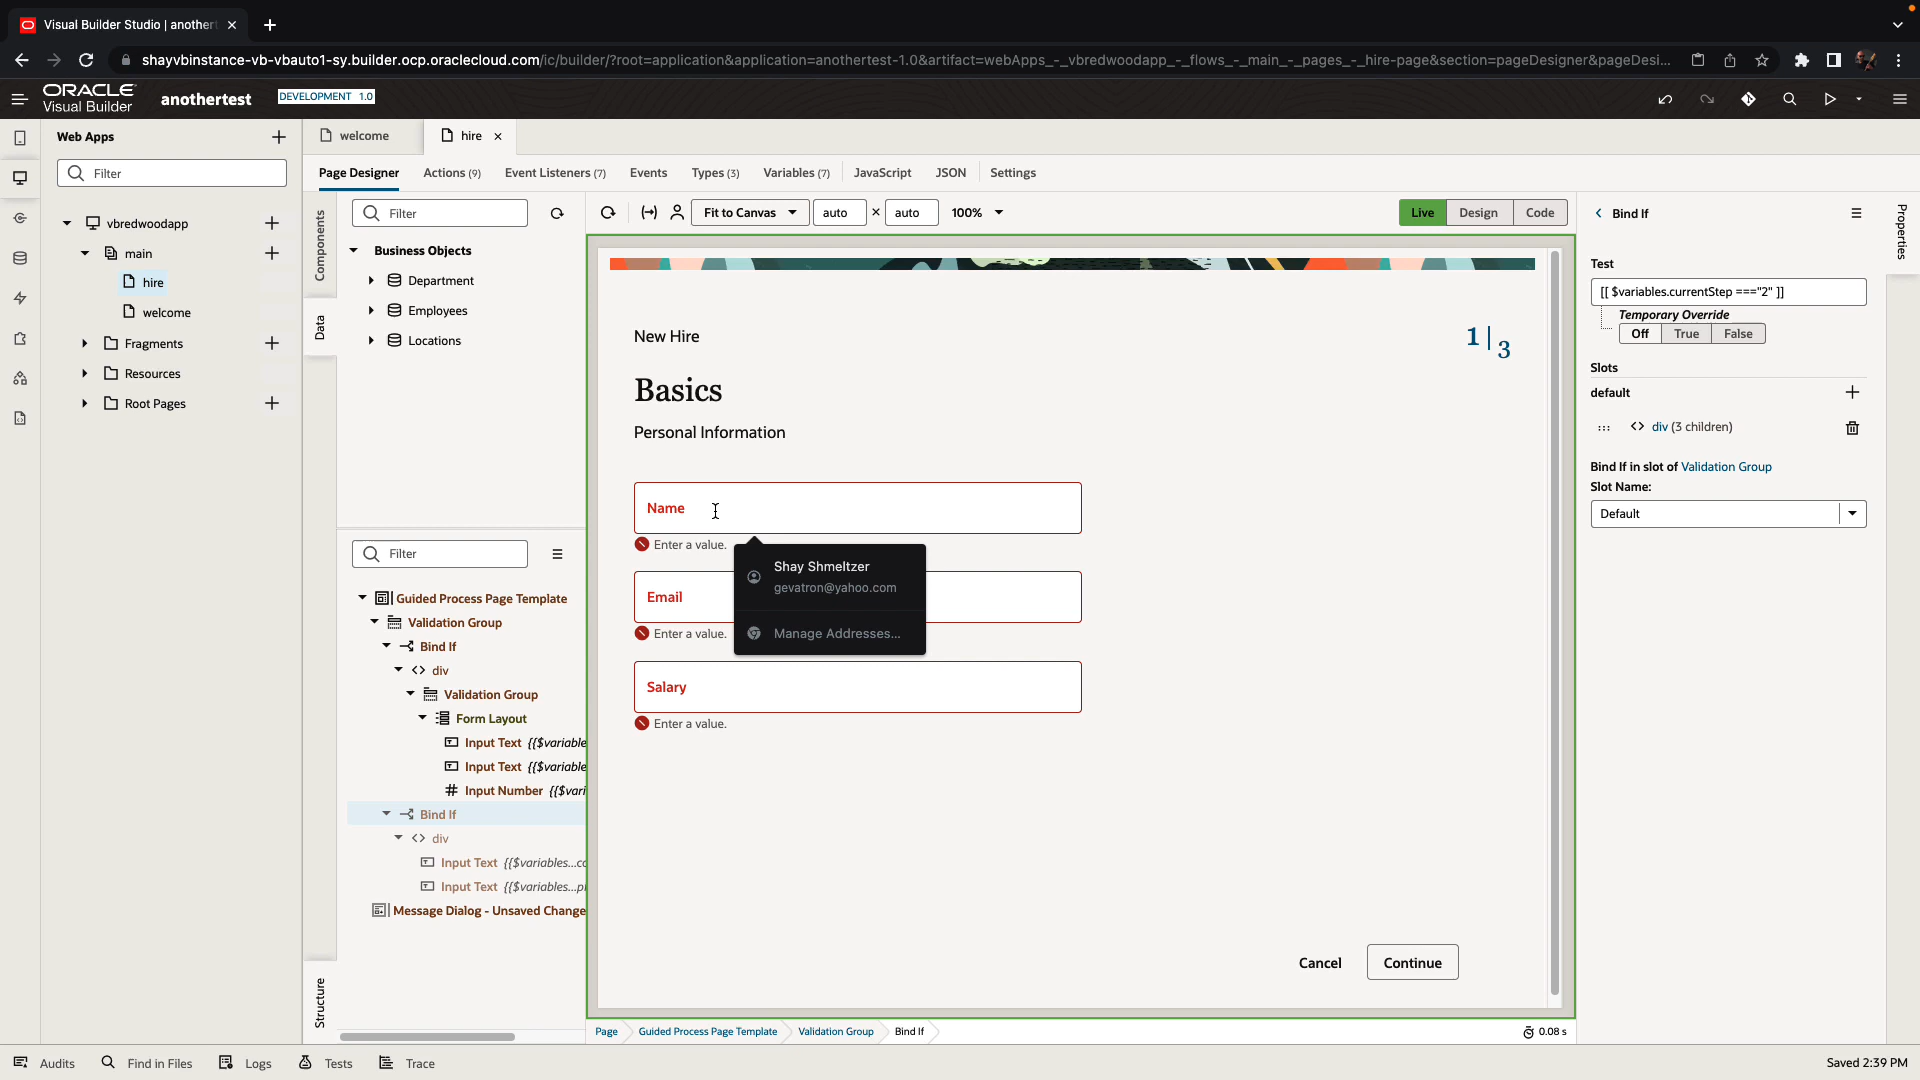 Visual Builder Studio | another
shayvbinstance-vb-vbauto1-sy.builder.ocp.oraclecloud.com/ic/builder/?root=application&application=anothertest-1.0&artifact=webApps_-_vbredwoodapp_-_flows_-_main_-_pages_-_hire-page&section=pageDesigner&pageDesi...
ORACLE
Visual Builder
anothertest
DEVELOPMENT 1.0
Web Apps
Filter
vbredwoodapp
main
hire
welcome
Fragments
Resources
Root Pages
welcome
hire
Page Designer
Actions (9)
Event Listeners (7)
Events
Types (3)
Variables (7)
JavaScript
JSON
Settings
Components
Data
Structure
Filter
Business Objects
Department
Employees
Locations
Filter
Guided Process Page Template
Validation Group
Bind If
div
Validation Group
Form Layout
Input Text {{$variable
Input Text {{$variable
Input Number {{$vari
Bind If
div
Input Text {{$variables...co
Input Text {{$variables...p
Message Dialog - Unsaved Change
Fit to Canvas
auto
×
auto
100%
Live
Design
Code
New Hire
1 | 3
Basics
Personal Information
Name
Enter a value.
Shay Shmeltzer
gevatron@yahoo.com
Manage Addresses...
Email
Enter a value.
Salary
Enter a value.
Cancel
Continue
Page
Guided Process Page Template
Validation Group
Bind If
0.08 s
Bind If
Properties
Test
[[ $variables.currentStep ==="2" ]]
Temporary Override
Off
True
False
Slots
default
div (3 children)
Bind If in slot of Validation Group
Slot Name:
Default
Audits
Find in Files
Logs
Tests
Trace
Saved 2:39 PM